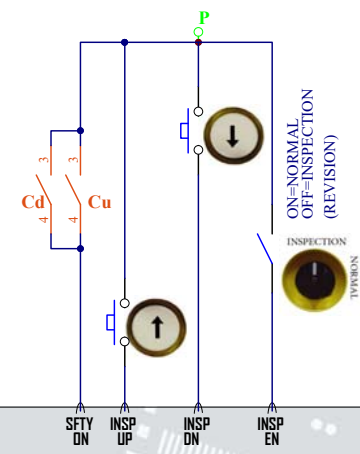 P
ON=NORMAL
OFF=INSPECTION
(REVISION)
3
3
Cd
Cu
4
4
INSPECTION
NORMAL
SFTY
ON
INSP
UP
INSP
DN
INSP
EN